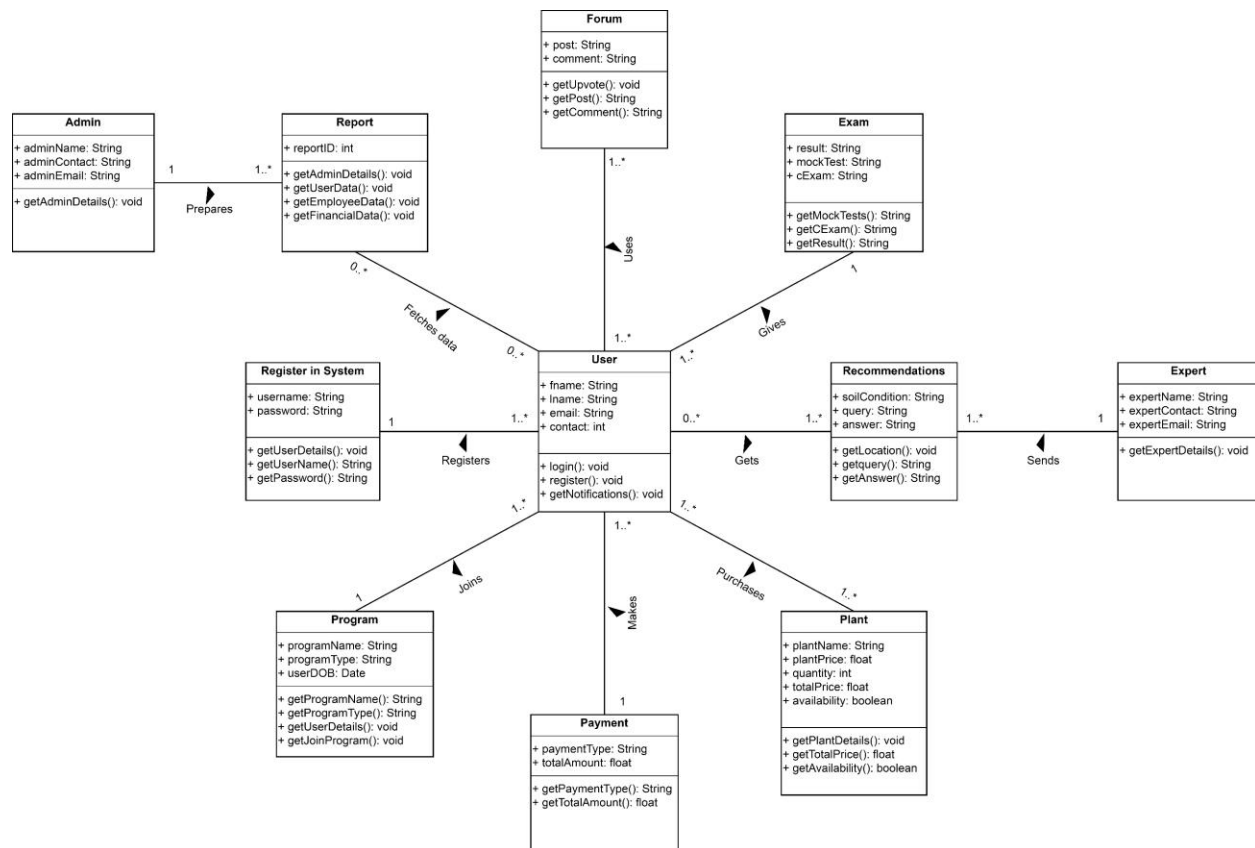 Forum
+ post: String
+ comment: String
+ getUpvote(): void
+ getPost(): String
+ getComment(): String
Admin
+ adminName: String
+ adminContact: String
+ adminEmail: String
+ getAdminDetails(): void
1
1..*
Prepares
Report
+ reportID: int
+ getAdminDetails(): void
+ getUserData(): void
+ getEmployeeData(): void
+ getFinancialData(): void
Exam
+ result: String
+ mockTest: String
+ cExam: String
+ getMockTests(): String
+ getCExam(): Strimg
+ getResult(): String
1..*
Uses
1..*
0..*
Fetches data
0..*
1
Gives
1..*
Register in System
+ username: String
+ password: String
+ getUserDetails(): void
+ getUserName(): String
+ getPassword(): String
1
1..*
Registers
User
+ fname: String
+ lname: String
+ email: String
+ contact: int
+ login(): void
+ register(): void
+ getNotifications(): void
0..*
1..*
Gets
Recommendations
+ soilCondition: String
+ query: String
+ answer: String
+ getLocation(): void
+ getquery(): String
+ getAnswer(): String
1..*
1
Sends
Expert
+ expertName: String
+ expertContact: String
+ expertEmail: String
+ getExpertDetails(): void
1..*
Joins
1
1..*
Makes
1
1..*
Purchases
1..*
Program
+ programName: String
+ programType: String
+ userDOB: Date
+ getProgramName(): String
+ getProgramType(): String
+ getUserDetails(): void
+ getJoinProgram(): void
Payment
+ paymentType: String
+ totalAmount: float
+ getPaymentType(): String
+ getTotalAmount(): float
Plant
+ plantName: String
+ plantPrice: float
+ quantity: int
+ totalPrice: float
+ availability: boolean
+ getPlantDetails(): void
+ getTotalPrice(): float
+ getAvailability(): boolean